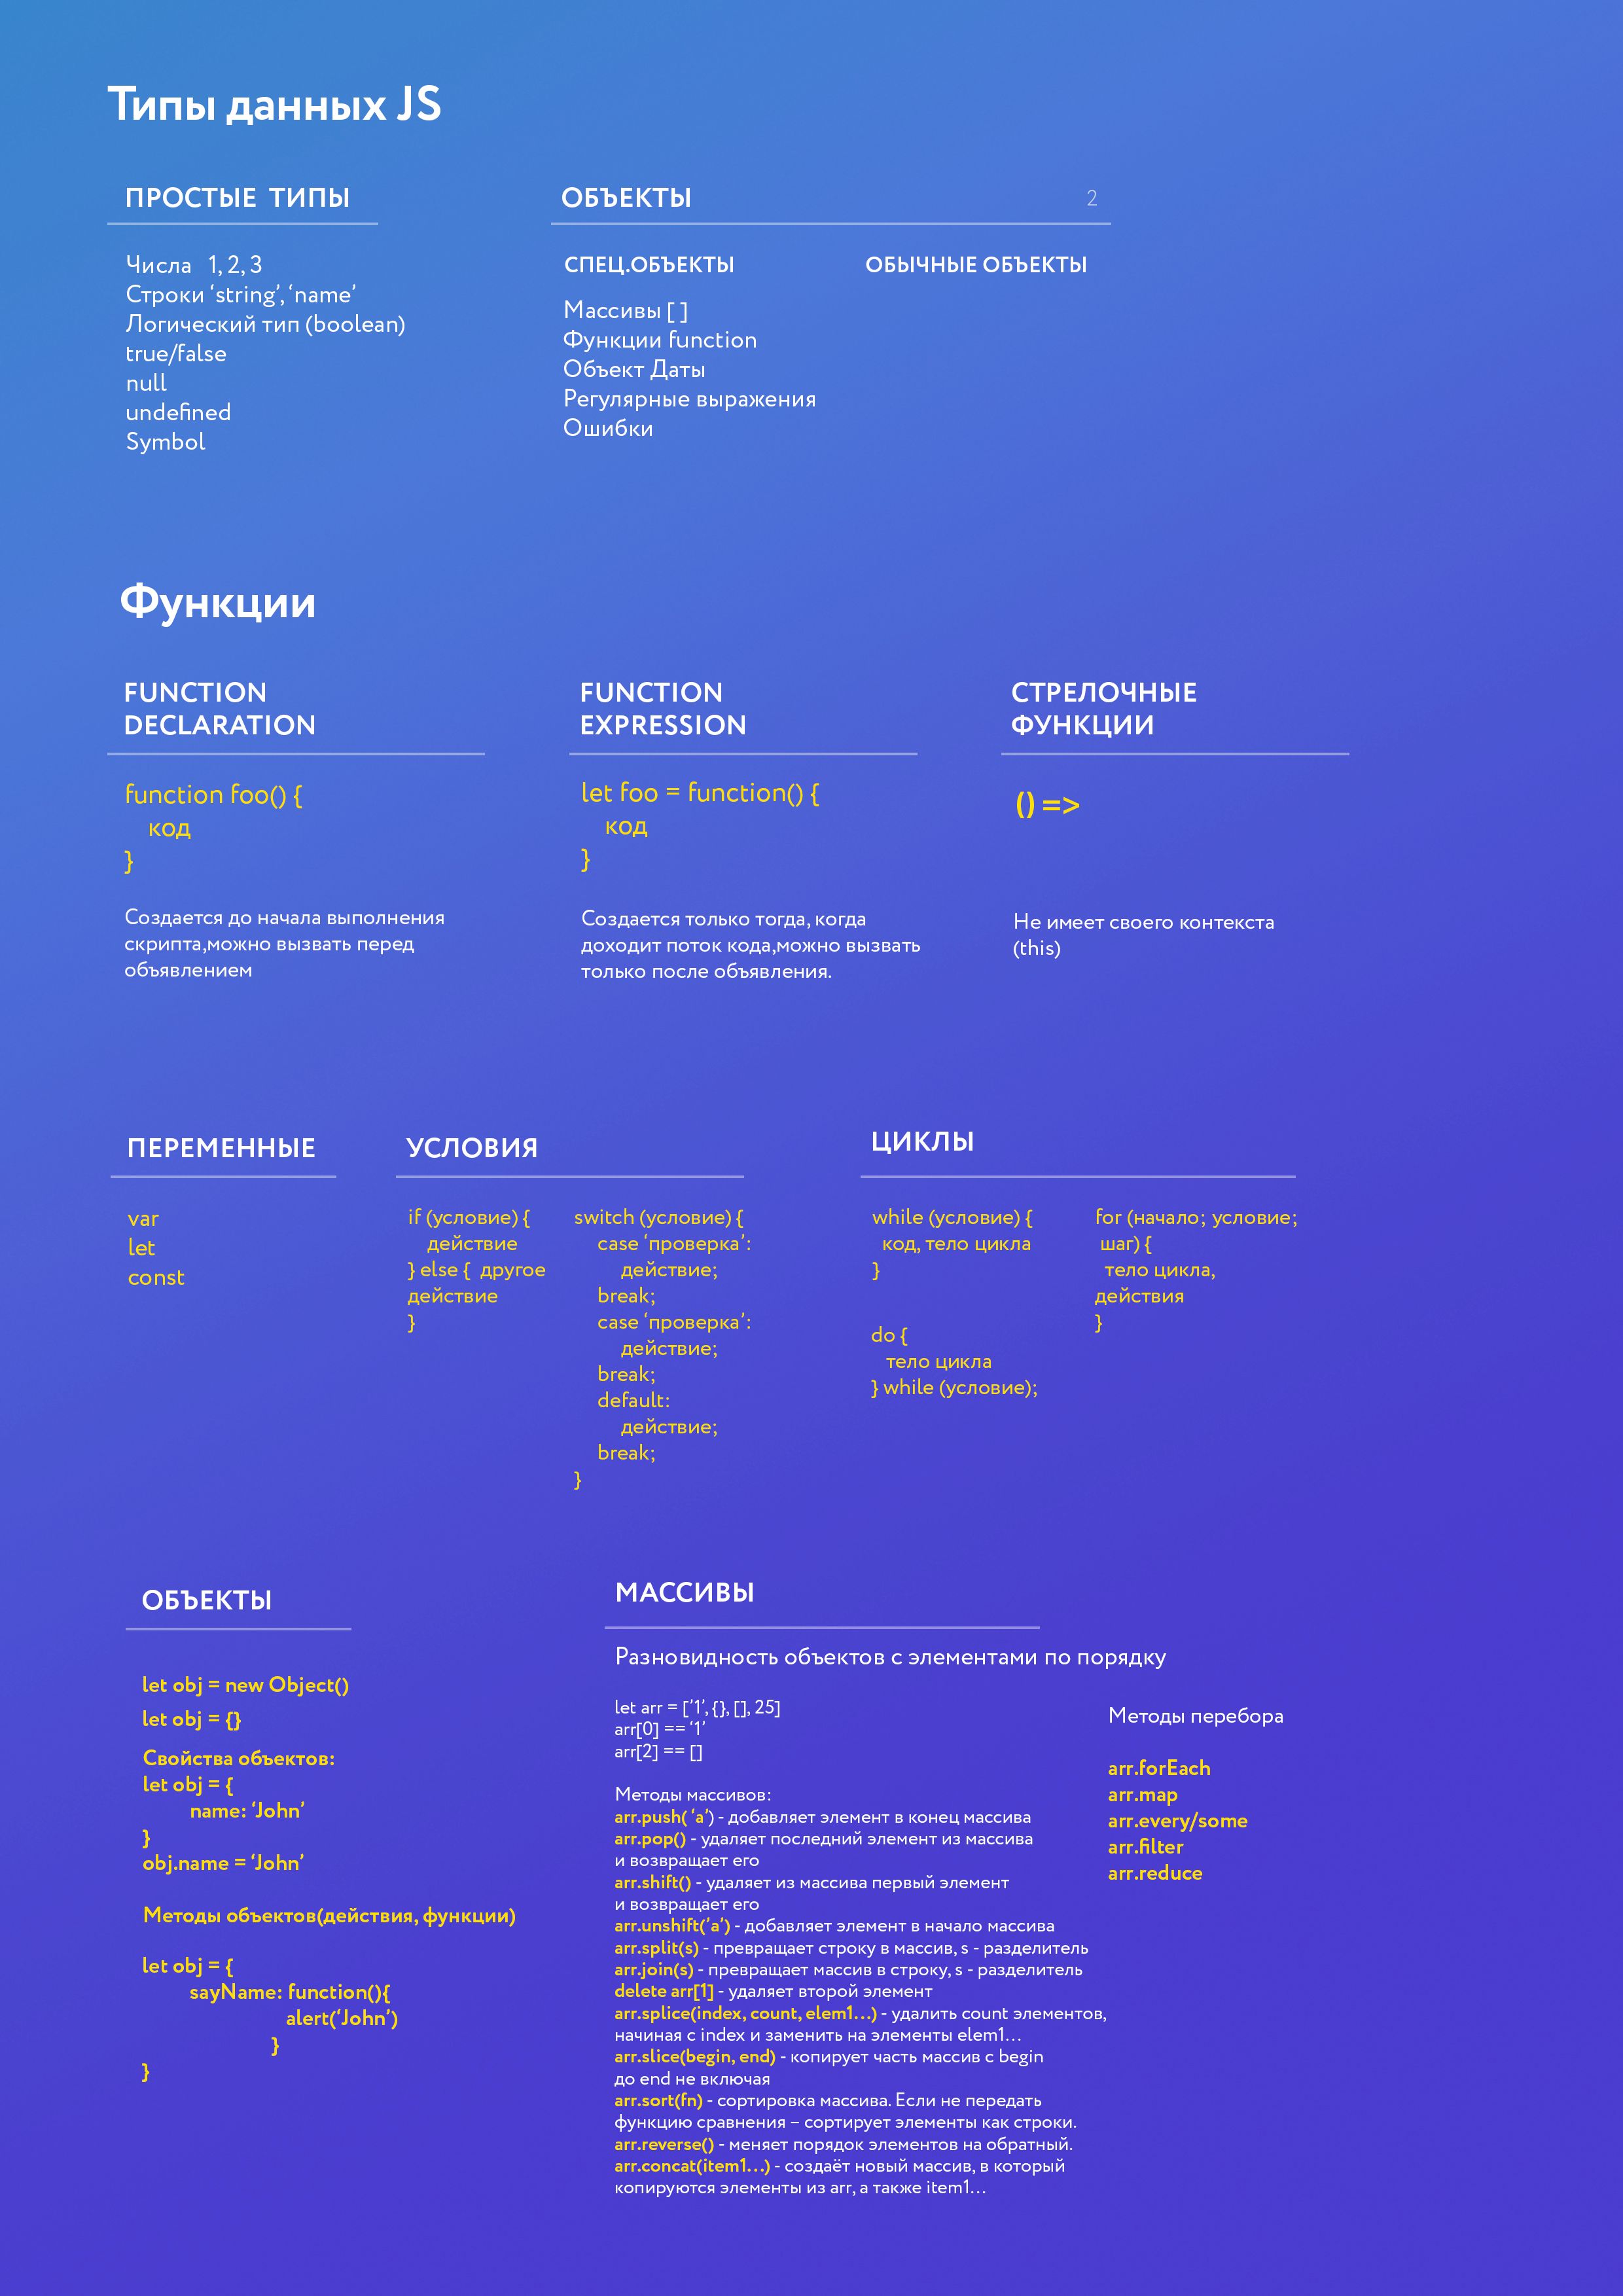 Типы данных JS
ПРОСТЫЕ ТИПЫ
Числа 1, 2, 3
Строки ‘string’, ‘name’
Логический тип (boolean)
true/false
null
undefined
Symbol
ОБЪЕКТЫ
2
СПЕЦ.ОБЪЕКТЫ
Массивы [ ]
Функции function
Объект Даты
Регулярные выражения
Ошибки
ОБЫЧНЫЕ ОБЪЕКТЫ
Функции
FUNCTION
DECLARATION
function foo() {
код
}
Создается до начала выполнения
скрипта,можно вызвать перед
объявлением
FUNCTION
EXPRESSION
let foo = function() {
код
}
Создается только тогда, когда
доходит поток кода,можно вызвать
только после объявления.
СТРЕЛОЧНЫЕ
ФУНКЦИИ
() =>
Не имеет своего контекста
(this)
ПЕРЕМЕННЫЕ
var
let
const
УСЛОВИЯ
if (условие) {
действие
} else { другое
действие
}
switch (условие) {
case ‘проверка’:
действие;
break;
case ‘проверка’:
действие;
break;
default:
действие;
break;
}
ЦИКЛЫ
while (условие) {
код, тело цикла
}
do {
тело цикла
} while (условие);
for (начало; условие;
шаг) {
тело цикла,
действия
}
ОБЪЕКТЫ
let obj = new Object()
let obj = {}
Свойства объектов:
let obj = {
name: ‘John’
}
obj.name = ‘John’
Методы объектов(действия, функции)
let obj = {
sayName: function(){
alert(‘John’)
}
}
МАССИВЫ
Разновидность объектов с элементами по порядку
let arr = [’1’, {}, [], 25]
arr[0] == ‘1’
arr[2] == []
Методы массивов:
arr.push( ‘a’) - добавляет элемент в конец массива
arr.pop() - удаляет последний элемент из массива
и возвращает его
arr.shift() - удаляет из массива первый элемент
и возвращает его
arr.unshift(’a’) - добавляет элемент в начало массива
arr.split(s) - превращает строку в массив, s - разделитель
arr.join(s) - превращает массив в строку, s - разделитель
delete arr[1] - удаляет второй элемент
arr.splice(index, count, elem1...) - удалить count элементов,
начиная с index и заменить на элементы elem1...
arr.slice(begin, end) - копирует часть массив с begin
до end не включая
arr.sort(fn) - сортировка массива. Если не передать
функцию сравнения – сортирует элементы как строки.
arr.reverse() - меняет порядок элементов на обратный.
arr.concat(item1...) - создаёт новый массив, в который
копируются элементы из arr, а также item1...
Методы перебора
arr.forEach
arr.map
arr.every/some
arr.filter
arr.reduce